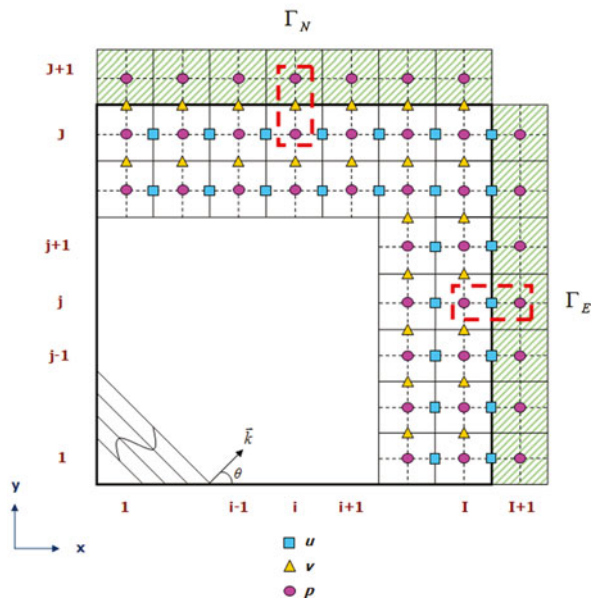 Γ_N
J+1
J
j+1
j
Γ_E
j-1
k⃗
θ
1
y
1 i-1 i i+1 I I+1
x
u
v
p